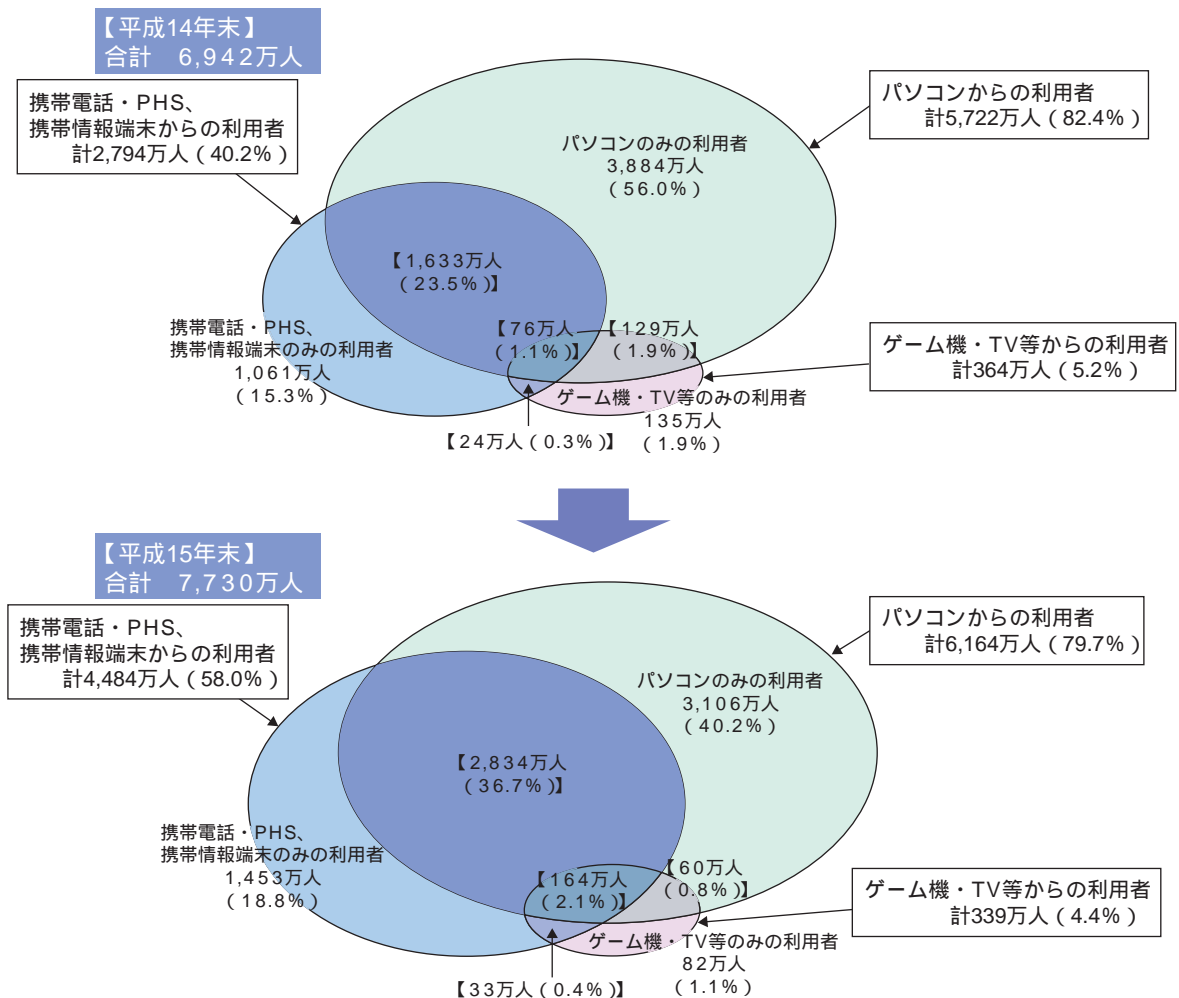 【平成14年末】
合計 6,942万人
携帯電話・PHS、
携帯情報端末からの利用者
計2,794万人(40.2%)
パソコンからの利用者
計5,722万人(82.4%)
パソコンのみの利用者
3,884万人
(56.0%)
【1,633万人
(23.5%)】
携帯電話・PHS、
携帯情報端末のみの利用者
1,061万人
(15.3%)
【76万人
(1.1%)】
【129万人
(1.9%)】
ゲーム機・TV等からの利用者
計364万人(5.2%)
ゲーム機・TV等のみの利用者
135万人
(1.9%)
【24万人(0.3%)】
【平成15年末】
合計 7,730万人
携帯電話・PHS、
携帯情報端末からの利用者
計4,484万人(58.0%)
パソコンからの利用者
計6,164万人(79.7%)
パソコンのみの利用者
3,106万人
(40.2%)
【2,834万人
(36.7%)】
携帯電話・PHS、
携帯情報端末のみの利用者
1,453万人
(18.8%)
【164万人
(2.1%)】
【60万人
(0.8%)】
ゲーム機・TV等からの利用者
計339万人(4.4%)
ゲーム機・TV等のみの利用者
82万人
(1.1%)
【33万人(0.4%)】